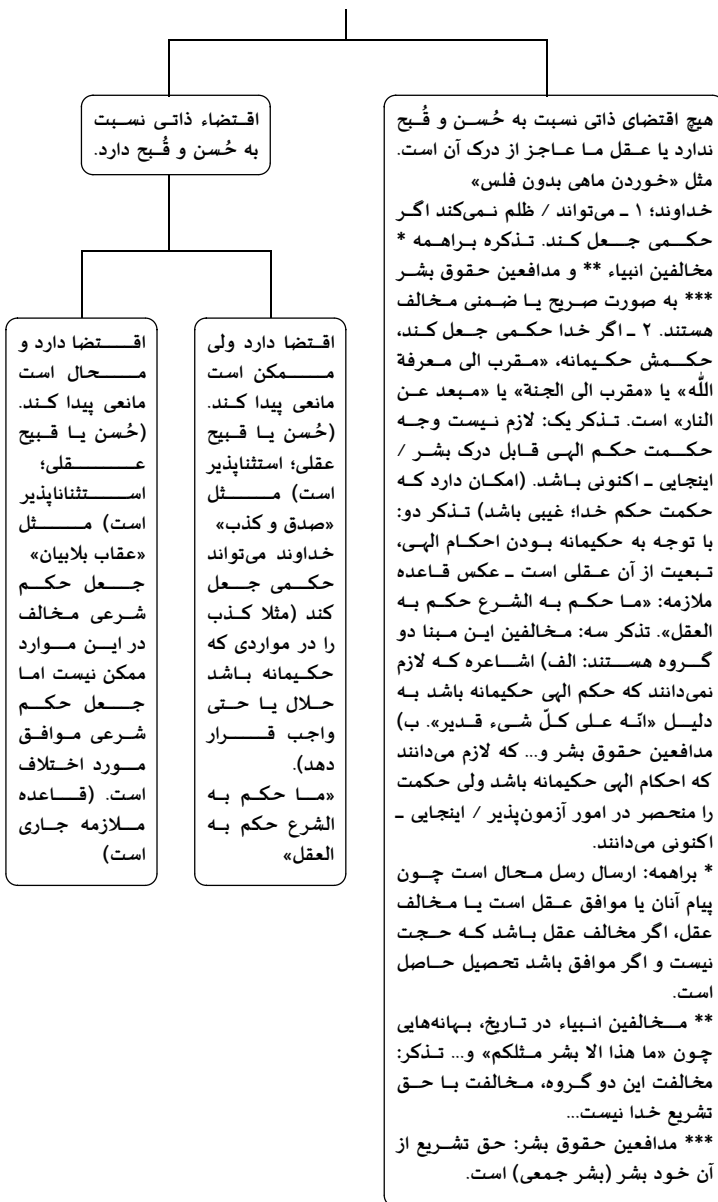 هیچ اقتضای ذاتی نسبت به حُسن و قُبح
ندارد یا عقل ما عاجز از درک آن است.
مثل «خوردن ماهی بدون فلس»
خداوند؛ ۱ ـ می‌تواند / ظلم نمی‌کند اگر
حکمی جعل کند. تذکره براهمه *
مخالفین انبیاء ** و مدافعین حقوق بشر
*** به صورت صریح یا ضمنی مخالف
هستند. ۲ ـ اگر خدا حکمی جعل کند،
حکمش حکیمانه، «مقرب الی معرفة
اللّه» یا «مقرب الی الجنة» یا «مبعد عن
النار» است. تذکر یک: لازم نیست وجه
حکمت حکم الهی قابل درک بشر /
اینجایی ـ اکنونی باشد. (امکان دارد که
حکمت حکم خدا؛ غیبی باشد) تذکر دو:
با توجه به حکیمانه بودن احکام الهی،
تبعیت از آن عقلی است ـ عکس قاعده
ملازمه: «ما حکم به الشرع حکم به
العقل». تذکر سه: مخالفین این مبنا دو
گروه هستند: الف) اشاعره که لازم
نمی‌دانند که حکم الهی حکیمانه باشد به
دلیل «انّه علی کلّ شیء قدیر». ب)
مدافعین حقوق بشر و... که لازم می‌دانند
که احکام الهی حکیمانه باشد ولی حکمت
را منحصر در امور آزمون‌پذیر / اینجایی ـ
اکنونی می‌دانند.
* براهمه: ارسال رسل محال است چون
پیام آنان یا موافق عقل است یا مخالف
عقل، اگر مخالف عقل باشد که حجت
نیست و اگر موافق باشد تحصیل حاصل
است.
** مخالفین انبیاء در تاریخ، بهانه‌هایی
چون «ما هذا الا بشر مثلکم» و... تذکر:
مخالفت این دو گروه، مخالفت با حق
تشریع خدا نیست...
*** مدافعین حقوق بشر: حق تشریع از
آن خود بشر (بشر جمعی) است.
اقتضاء ذاتی نسبت
به حُسن و قُبح دارد.
اقتضا دارد ولی
ممکن است
مانعی پیدا کند.
(حُسن یا قبیح
عقلی؛ استثناپذیر
است) مثل
«صدق و کذب»
خداوند می‌تواند
حکمی جعل
کند (مثلا کذب
را در مواردی که
حکیمانه باشد
حلال یا حتی
واجب قرار
دهد).
«ما حکم به
الشرع حکم به
العقل»
اقتضا دارد و
محال است
مانعی پیدا کند.
(حُسن یا قبیح
عقلی؛
استثناناپذیر
است) مثل
«عقاب بلابیان»
جعل حکم
شرعی مخالف
در این موارد
ممکن نیست اما
جعل حکم
شرعی موافق
مورد اختلاف
است. (قاعده
ملازمه جاری
است)